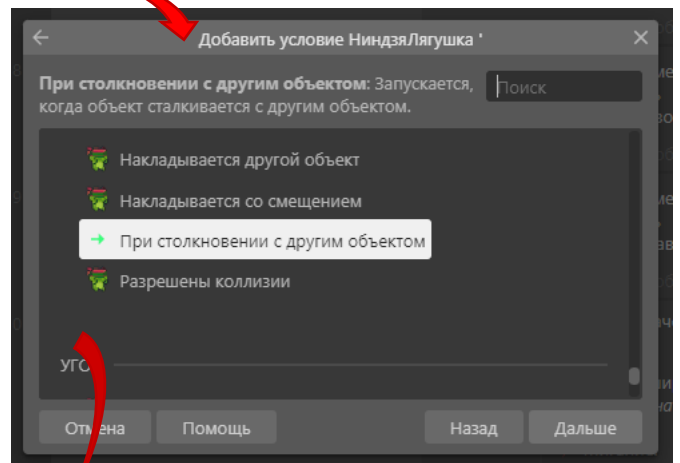 Добавить условие НиндзяЛягушка '
При столкновении с другим объектом: Запускается,
когда объект сталкивается с другим объектом.
Поиск
Накладывается другой объект
Накладывается со смещением
При столкновении с другим объектом
Разрешены коллизии
Отмена Помощь Назад Дальше